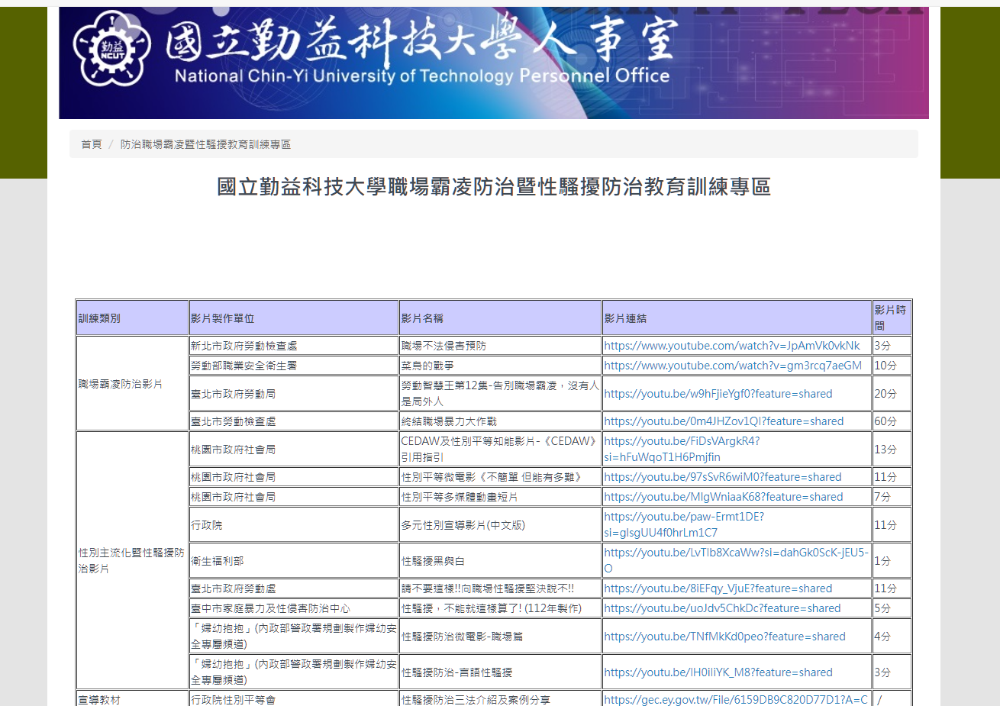 勤益
NCUT
國立勤益科技大學人事室
National Chin-Yi University of Technology Personnel Office
首頁 / 防治職場霸凌暨性騷擾教育訓練專區
國立勤益科技大學職場霸凌防治暨性騷擾防治教育訓練專區
訓練類別 影片製作單位 影片名稱 影片連結 影片時
間
職場霸凌防治影片
新北市政府勞動檢查處 職場不法侵害預防 https://www.youtube.com/watch?v=JpAmVk0vkNk 3分
勞動部職業安全衛生署 菜鳥的戰爭 https://www.youtube.com/watch?v=gm3rcq7aeGM 10分
臺北市政府勞動局 勞動智慧王第12集-告別職場霸凌，沒有人
是局外人 https://youtu.be/w9hFjieYgf0?feature=shared 20分
臺北市勞動檢查處 終結職場暴力大作戰 https://youtu.be/0m4JHZov1QI?feature=shared 60分
性別主流化暨性騷擾防
治影片
桃園市政府社會局 CEDAW及性別平等知能影片-《CEDAW》
引用指引 https://youtu.be/FiDsVArgkR4?
si=hFuWqoT1H6Pmjfin 13分
桃園市政府社會局 性別平等微電影《不簡單 但能有多難》 https://youtu.be/97sSvR6wiM0?feature=shared 11分
桃園市政府社會局 性別平等多媒體動畫短片 https://youtu.be/MIgWniaaK68?feature=shared 7分
行政院 多元性別宣導影片(中文版) https://youtu.be/paw-Ermt1DE?
si=glsgUU4f0hrLm1C7 11分
衛生福利部 性騷擾黑與白 https://youtu.be/LvTlb8XcaWw?si=dahGk0ScK-jEU5-
O 1分
臺北市政府勞動處 請不要這樣!!向職場性騷擾堅決說不!! https://youtu.be/8iEFqy_VjuE?feature=shared 11分
臺中市家庭暴力及性侵害防治中心 性騷擾，不能就這樣算了! (112年製作) https://youtu.be/uoJdv5ChkDc?feature=shared 5分
「婦幼抱抱」(內政部警政署規劃製作婦幼安
全專屬頻道) 性騷擾防治微電影-職場篇 https://youtu.be/TNfMkKd0peo?feature=shared 4分
「婦幼抱抱」(內政部警政署規劃製作婦幼安
全專屬頻道) 性騷擾防治-言語性騷擾 https://youtu.be/lH0iIiYK_M8?feature=shared 3分
宣導教材 行政院性別平等會 性騷擾防治三法介紹及案例分享 https://gec.ey.gov.tw/File/6159DB9C820D77D1?A=C /